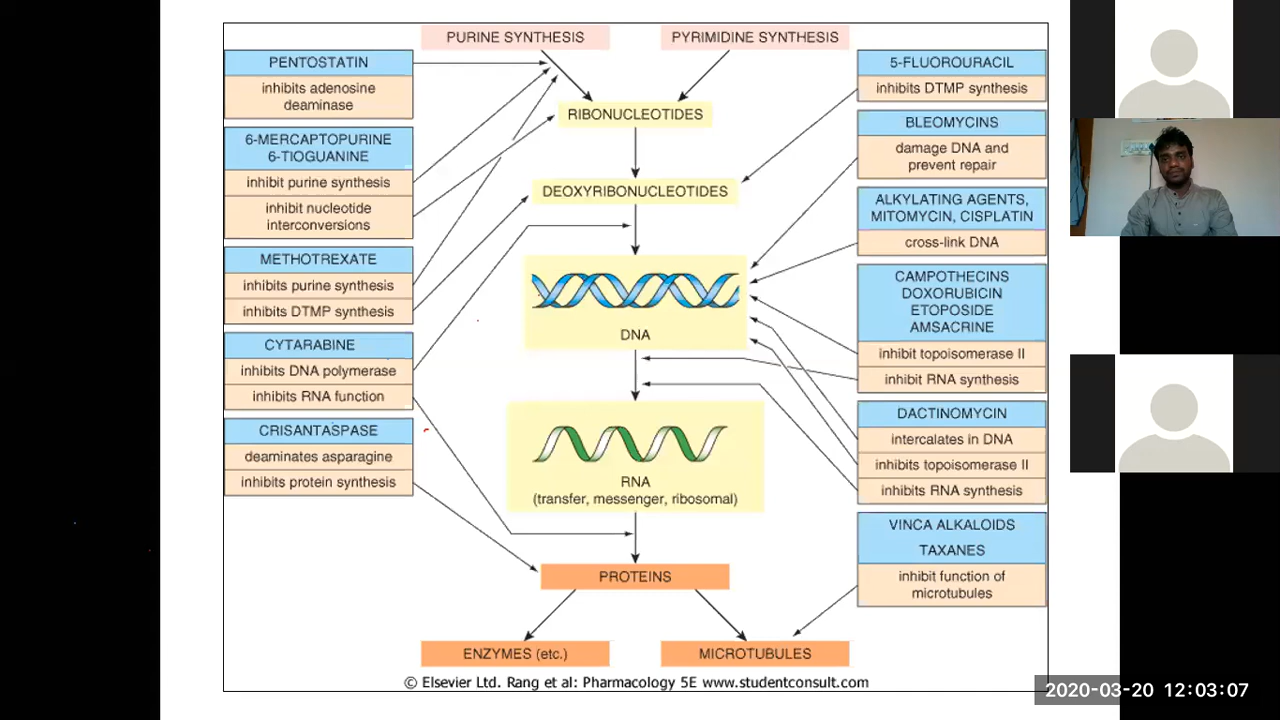 PURINE SYNTHESIS
PYRIMIDINE SYNTHESIS
PENTOSTATIN
inhibits adenosine
deaminase
6-MERCAPTOPURINE
6-TIOGUANINE
inhibit purine synthesis
inhibit nucleotide
interconversions
METHOTREXATE
inhibits purine synthesis
inhibits DTMP synthesis
CYTARABINE
inhibits DNA polymerase
inhibits RNA function
CRISANTASPASE
deaminates asparagine
inhibits protein synthesis
RIBONUCLEOTIDES
DEOXYRIBONUCLEOTIDES
DNA
RNA
(transfer, messenger, ribosomal)
PROTEINS
ENZYMES (etc.)
MICROTUBULES
5-FLUOROURACIL
inhibits DTMP synthesis
BLEOMYCINS
damage DNA and
prevent repair
ALKYLATING AGENTS,
MITOMYCIN, CISPLATIN
cross-link DNA
CAMPOTHECINS
DOXORUBICIN
ETOPOSIDE
AMSACRINE
inhibit topoisomerase II
inhibit RNA synthesis
DACTINOMYCIN
intercalates in DNA
inhibits topoisomerase II
inhibits RNA synthesis
VINCA ALKALOIDS
TAXANES
inhibit function of
microtubules
© Elsevier Ltd. Rang et al: Pharmacology 5E www.studentconsult.com
2020-03-20 12:03:07